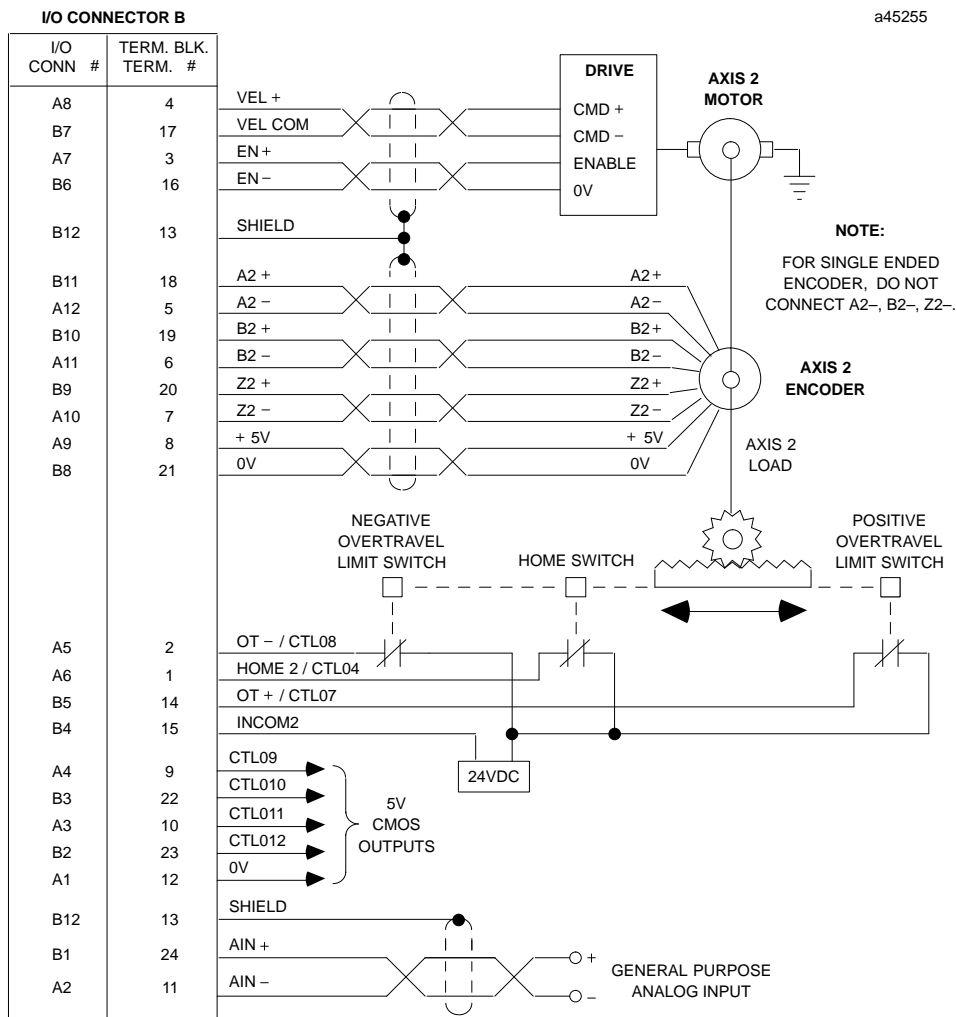 I/O CONNECTOR B
a45255
I/O CONN #
TERM. BLK. TERM. #
A8 4 VEL +
B7 17 VEL COM
A7 3 EN +
B6 16 EN –
B12 13 SHIELD
B11 18 A2 + A2 +
A12 5 A2 – A2 –
B10 19 B2 + B2 +
A11 6 B2 – B2 –
B9 20 Z2 + Z2 +
A10 7 Z2 – Z2 –
A9 8 + 5V + 5V
B8 21 0V 0V
DRIVE
CMD +
CMD –
ENABLE
0V
AXIS 2
MOTOR
NOTE:
FOR SINGLE ENDED
ENCODER, DO NOT
CONNECT A2–, B2–, Z2–.
AXIS 2
ENCODER
AXIS 2
LOAD
NEGATIVE
OVERTRAVEL
LIMIT SWITCH
HOME SWITCH
POSITIVE
OVERTRAVEL
LIMIT SWITCH
A5 2 OT – / CTL08
A6 1 HOME 2 / CTL04
B5 14 OT + / CTL07
B4 15 INCOM2
24VDC
A4 9 CTL09
B3 22 CTL010
A3 10 CTL011
B2 23 CTL012
A1 12 0V
5V
CMOS
OUTPUTS
B12 13 SHIELD
B1 24 AIN + +
A2 11 AIN – –
GENERAL PURPOSE
ANALOG INPUT